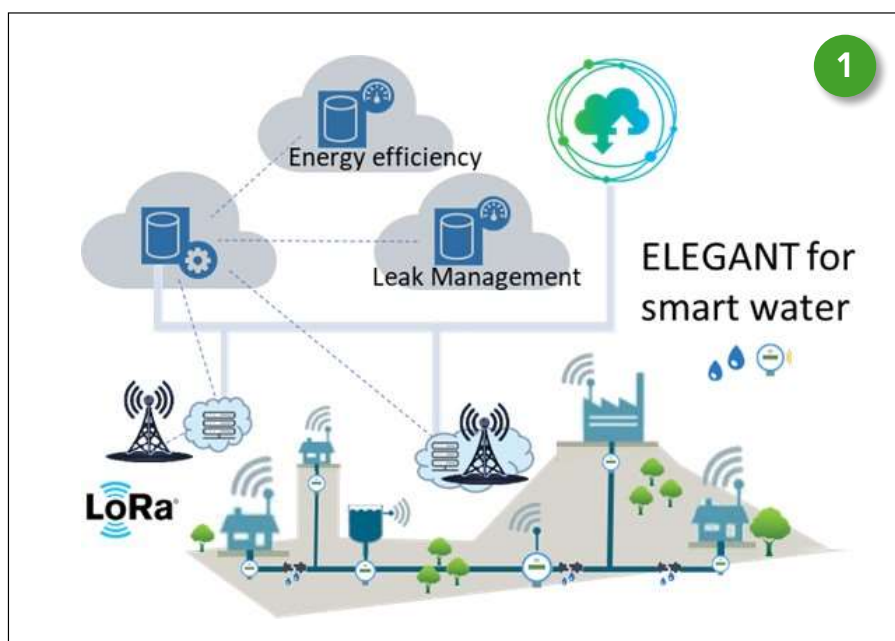 1
Energy efficiency
Leak Management
ELEGANT for
smart water
LoRa®